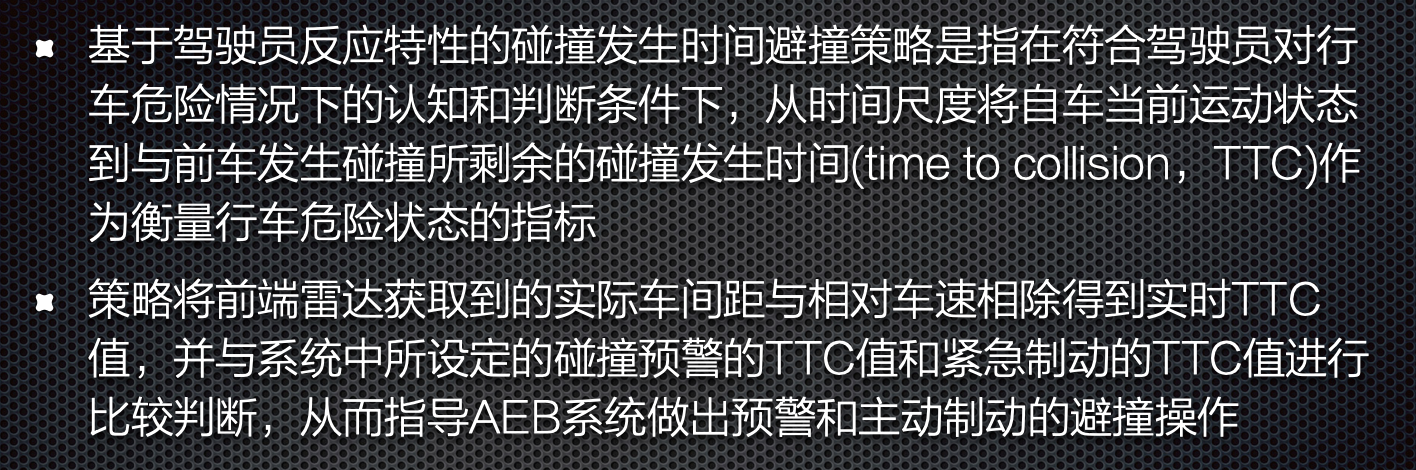 基于驾驶员反应特性的碰撞发生时间避撞策略是指在符合驾驶员对行
车危险情况下的认知和判断条件下，从时间尺度将自车当前运动状态
到与前车发生碰撞所剩余的碰撞发生时间(time to collision，TTC)作
为衡量行车危险状态的指标
策略将前端雷达获取到的实际车间距与相对车速相除得到实时TTC
值，并与系统中所设定的碰撞预警的TTC值和紧急制动的TTC值进行
比较判断，从而指导AEB系统做出预警和主动制动的避撞操作